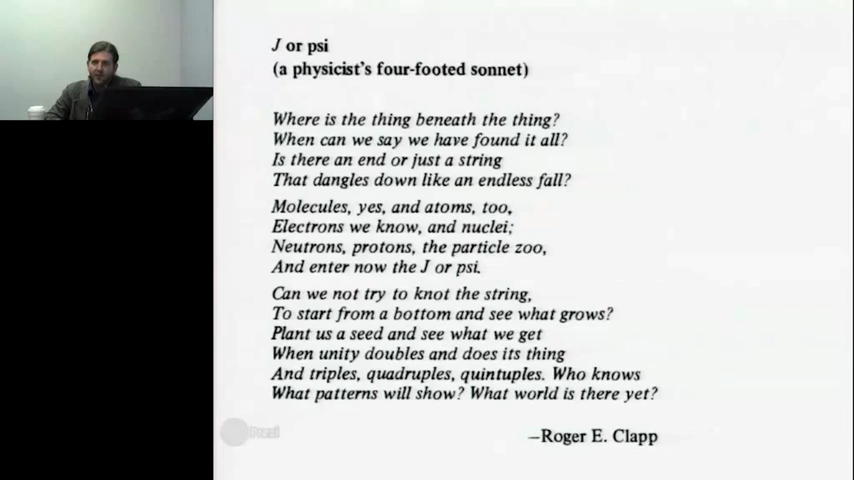 J or psi
(a physicist's four-footed sonnet)
Where is the thing beneath the thing?
When can we say we have found it all?
Is there an end or just a string
That dangles down like an endless fall?
Molecules, yes, and atoms, too,
Electrons we know, and nuclei;
Neutrons, protons, the particle zoo,
And enter now the J or psi.
Can we not try to knot the string,
To start from a bottom and see what grows?
Plant us a seed and see what we get
When unity doubles and does its thing
And triples, quadruples, quintuples. Who knows
What patterns will show? What world is there yet?
Prezi
—Roger E. Clapp